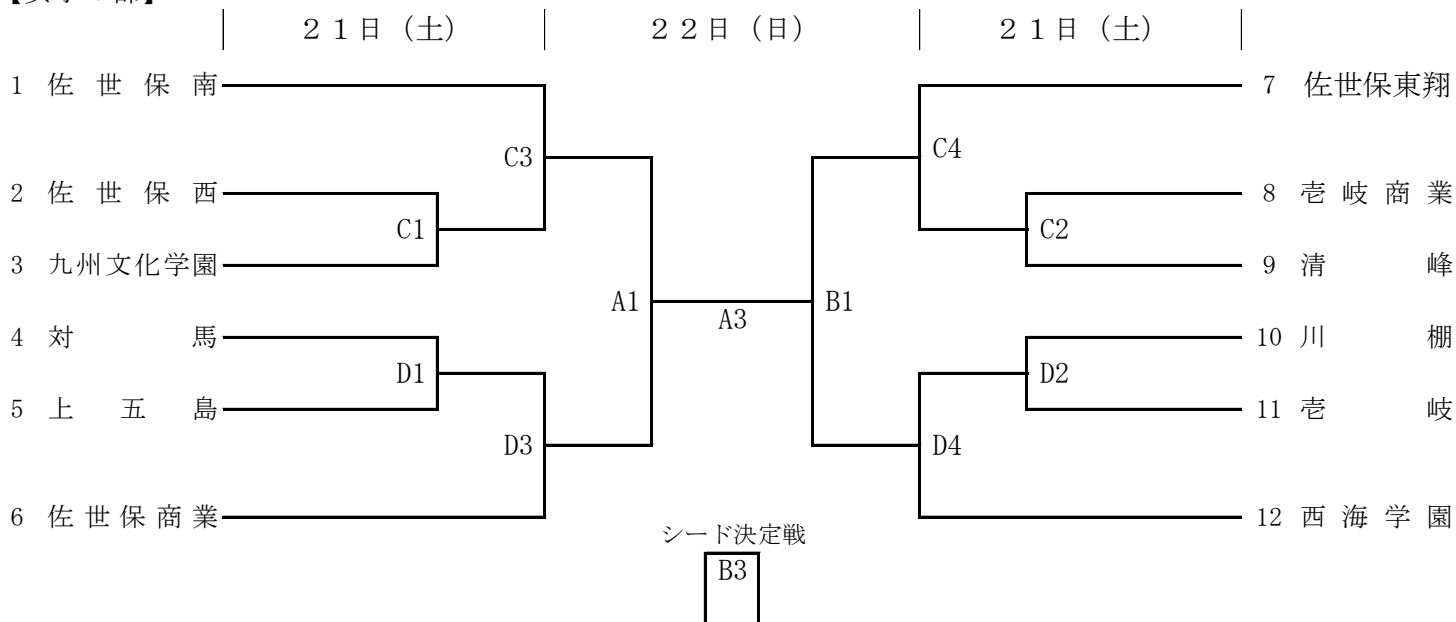 ２１日（土） ２２日（日） ２１日（土）
1 佐世保南 7 佐世保東翔
C3 C4
2 佐世保西 8 壱岐商業
C1 C2
3 九州文化学園 9 清峰
A1 A3 B1
4 対馬 10 川棚
D1 D2
5 上五島 11 壱岐
D3 D4
6 佐世保商業 12 西海学園
シード決定戦
B3